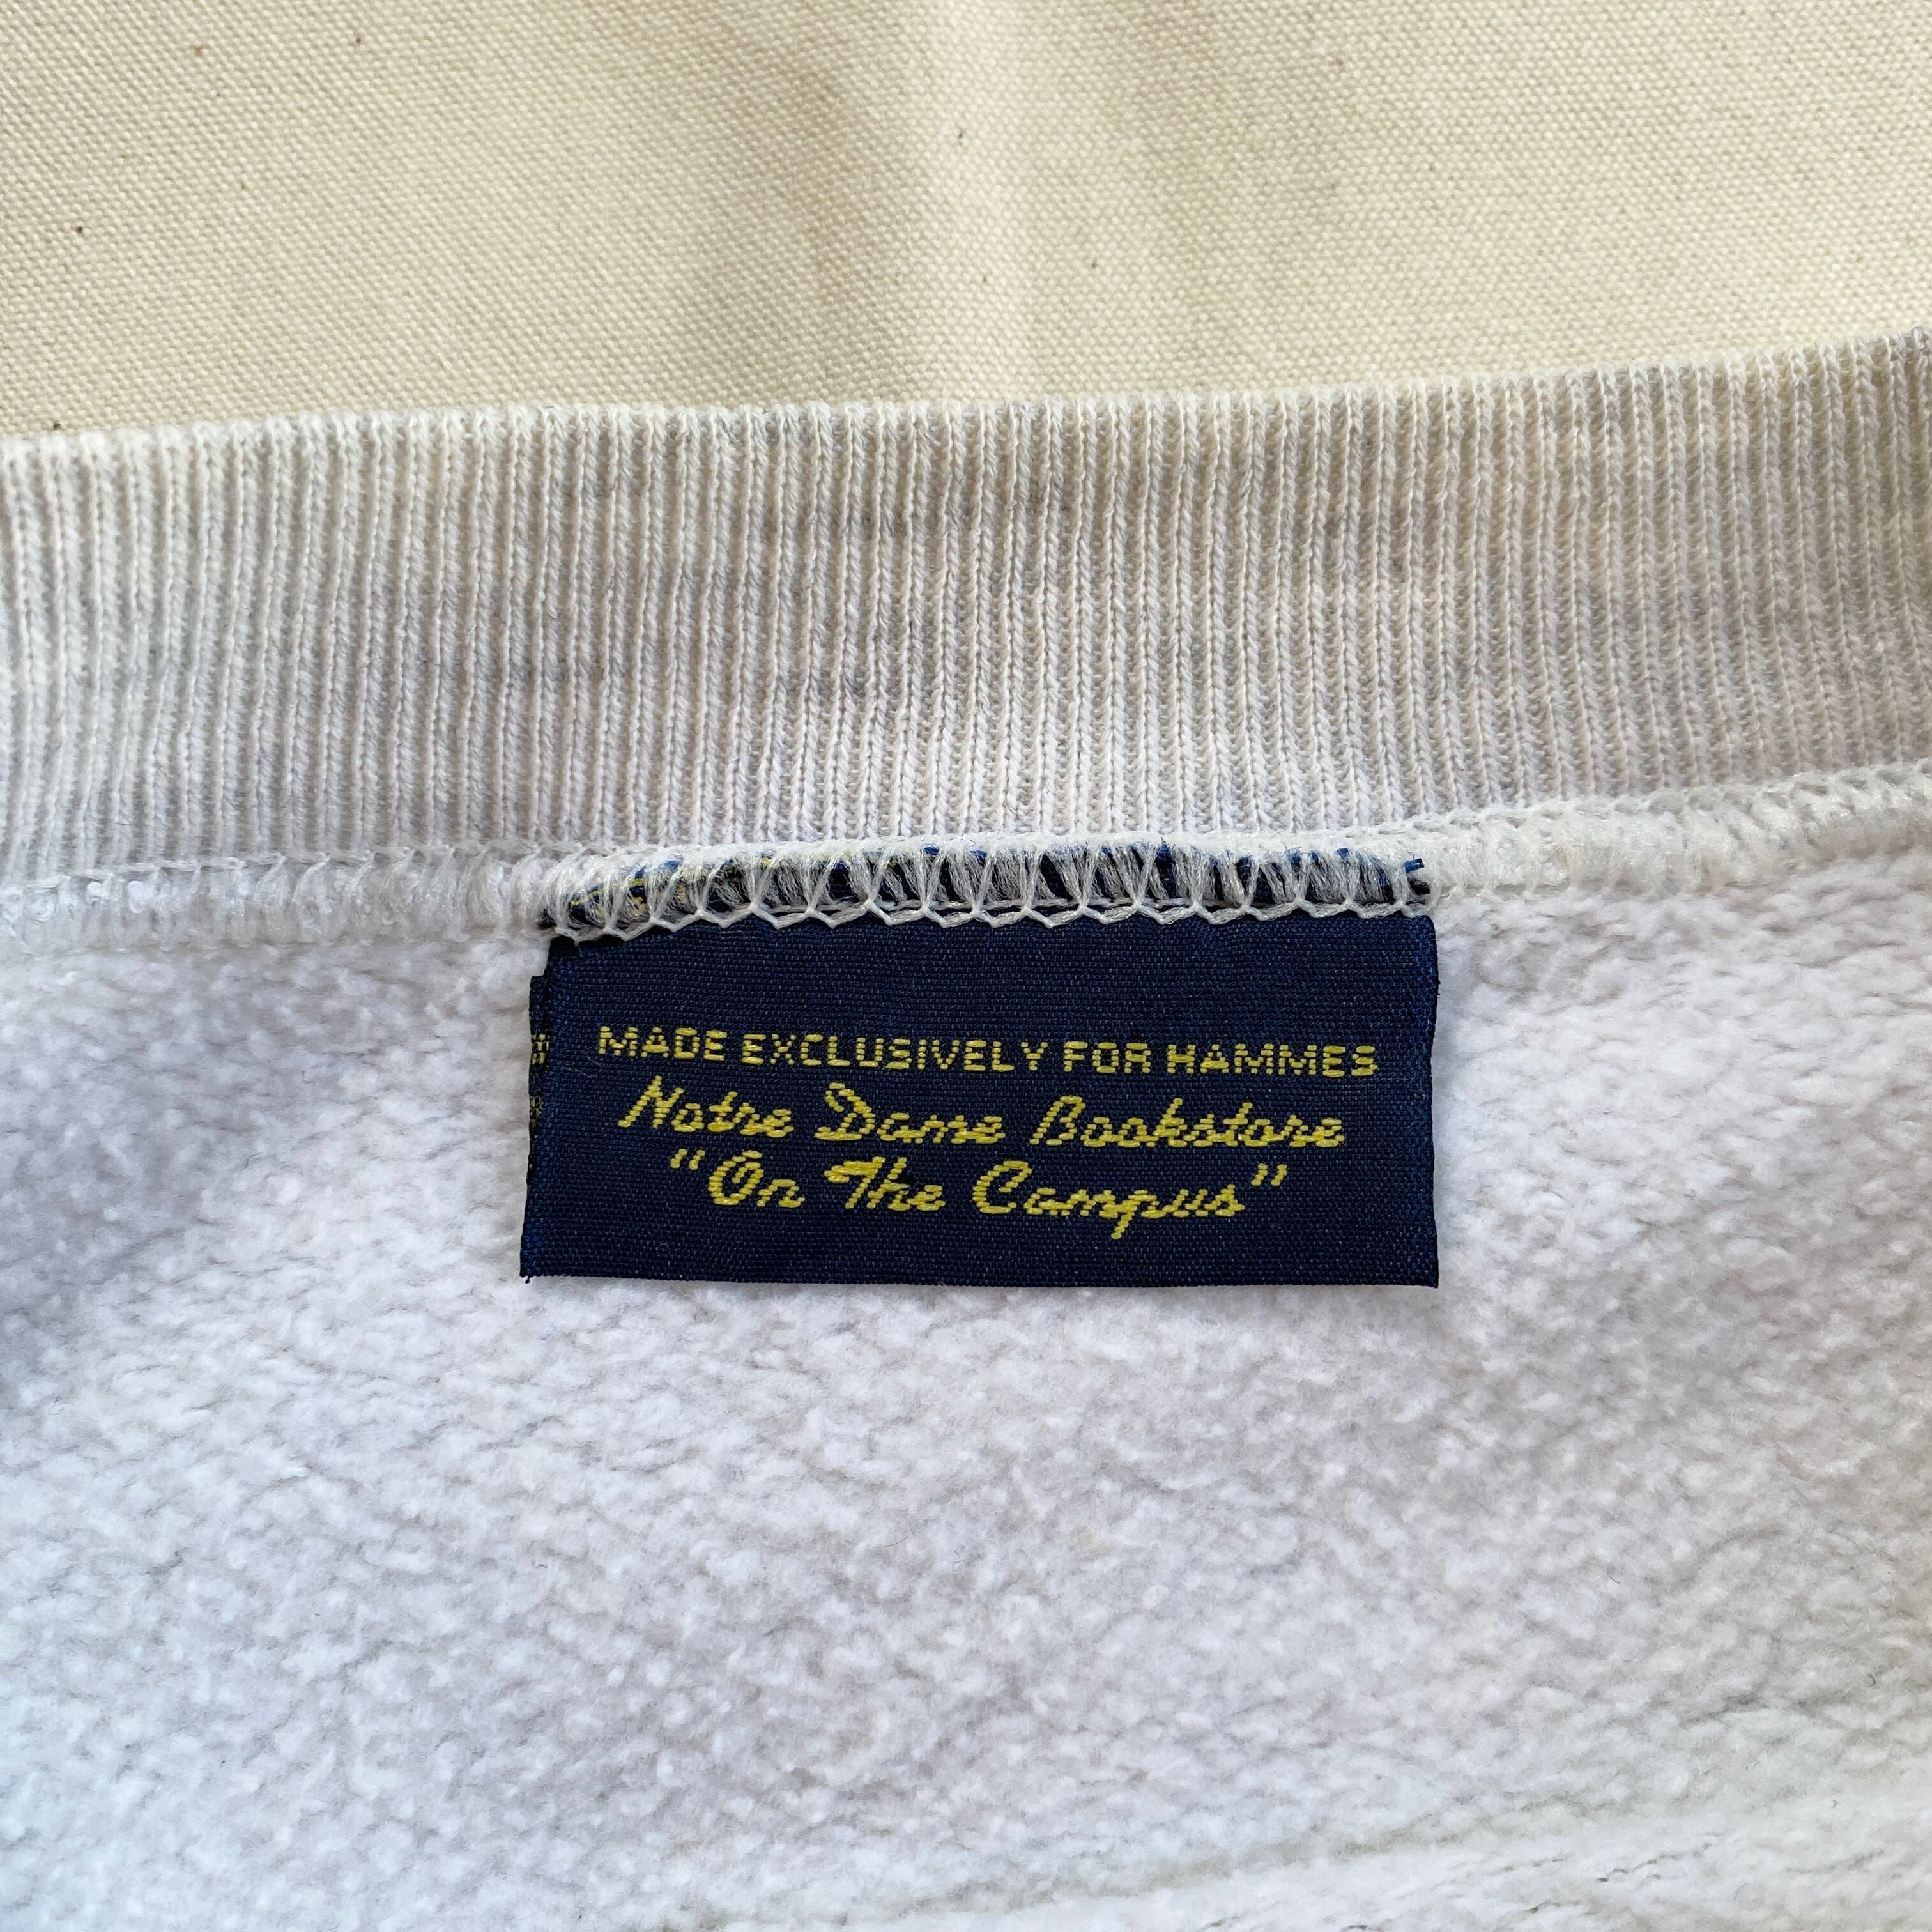 MADE EXCLUSIVELY FOR HAMMES
Notre Dame Bookstore
"On The Campus"